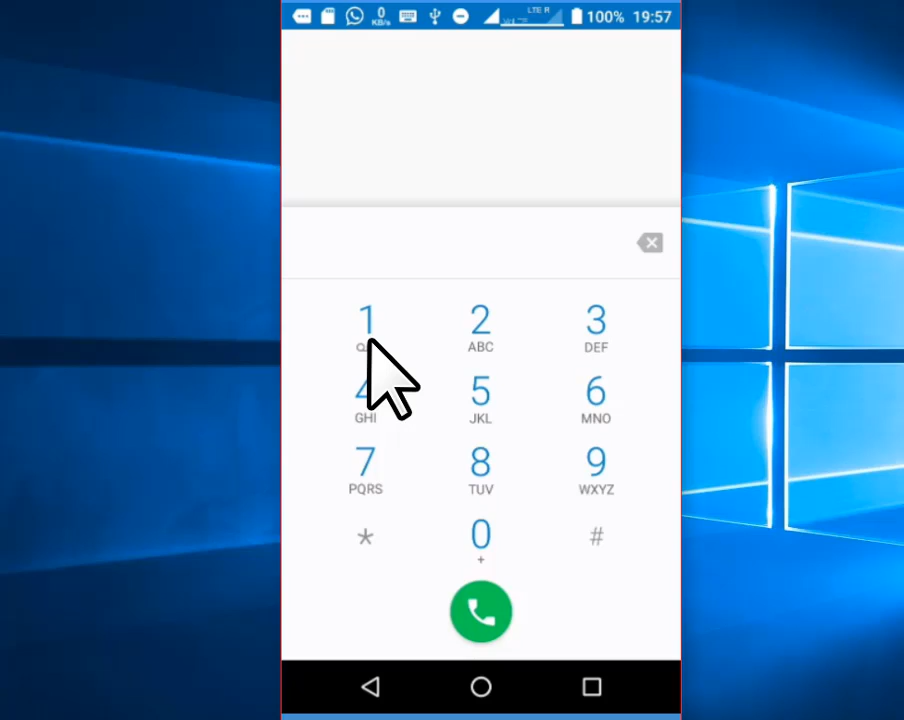 0 KB/s LTE R 100% 19:57
1 2 3
ABC DEF
5 6
GHI JKL MNO
7 8 9
PQRS TUV WXYZ
* 0 #
+